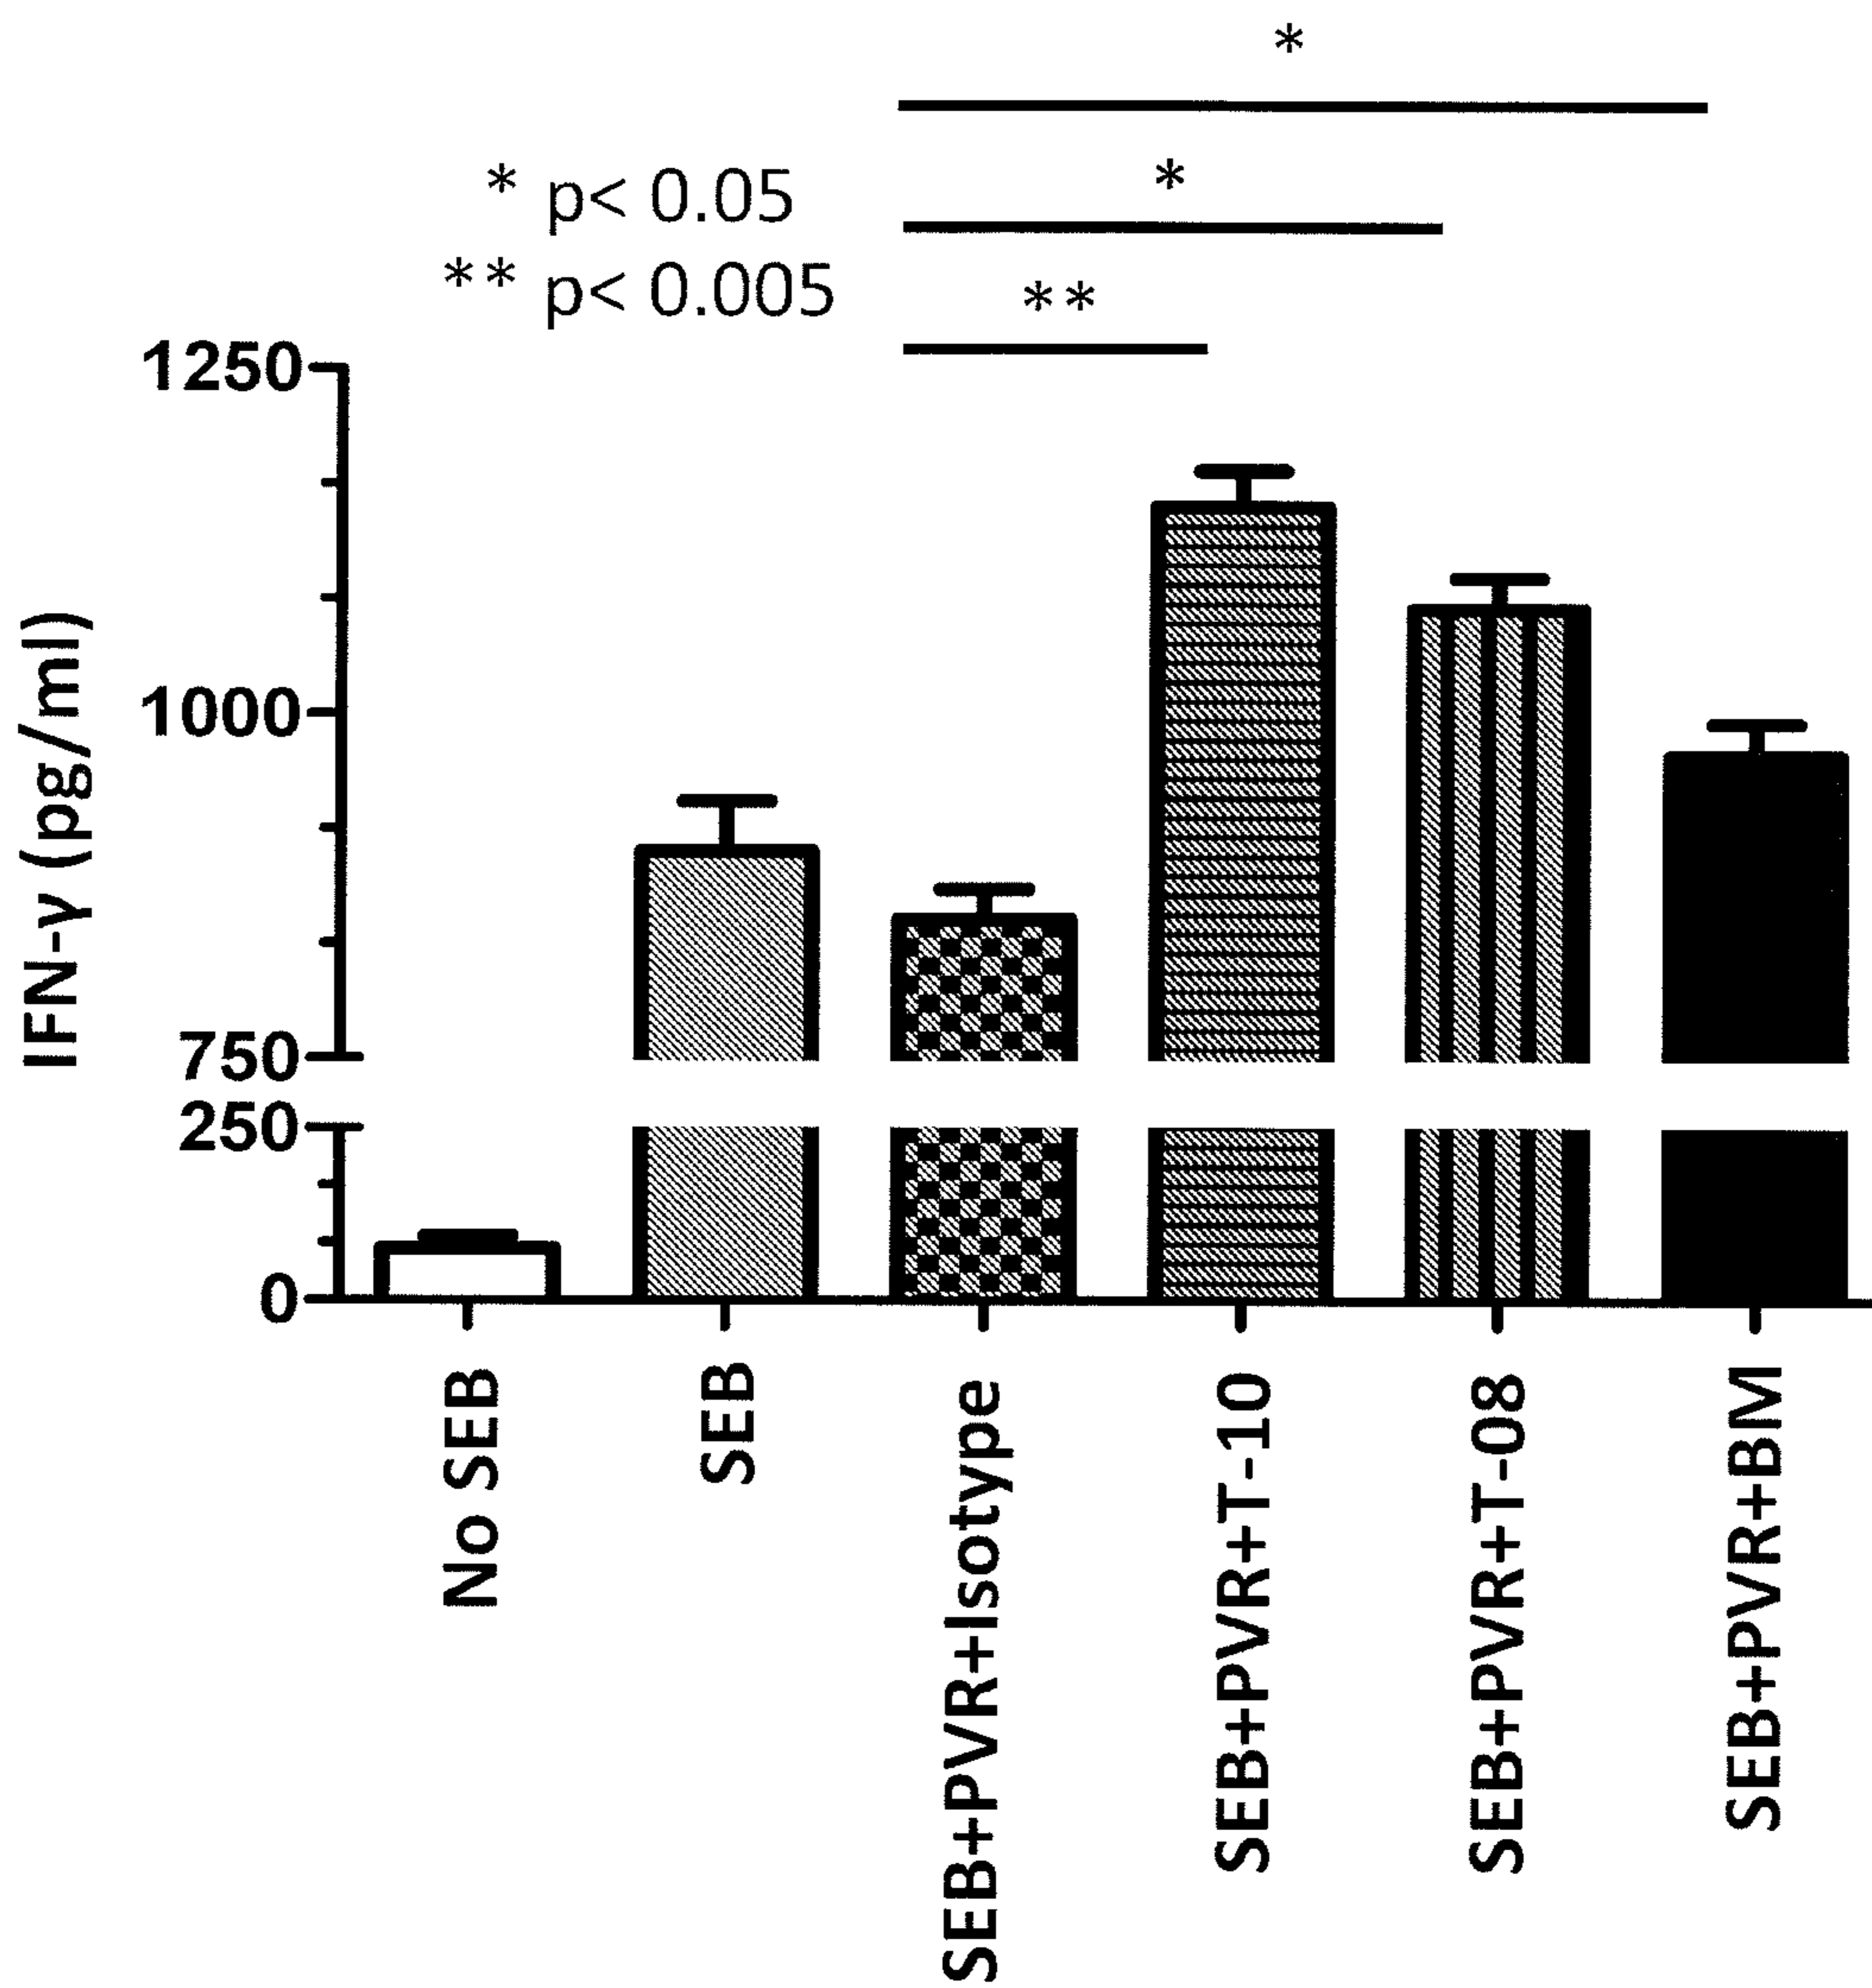 *
*
* p< 0.05
** p< 0.005
**
1250
1000
750
250
0
IFN-γ (pg/ml)
No SEB
SEB
SEB+PVR+Isotype
SEB+PVR+T-10
SEB+PVR+T-08
SEB+PVR+BM